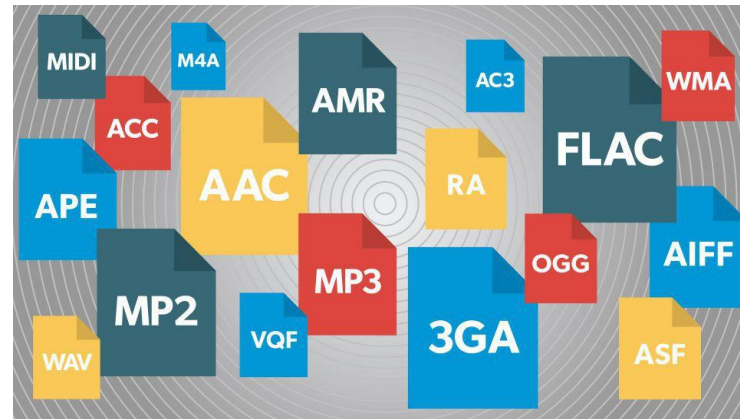 MIDI
M4A
AMR
AC3
WMA
ACC
FLAC
AAC
RA
APE
OGG
AIFF
MP2
MP3
3GA
VQF
WAV
ASF